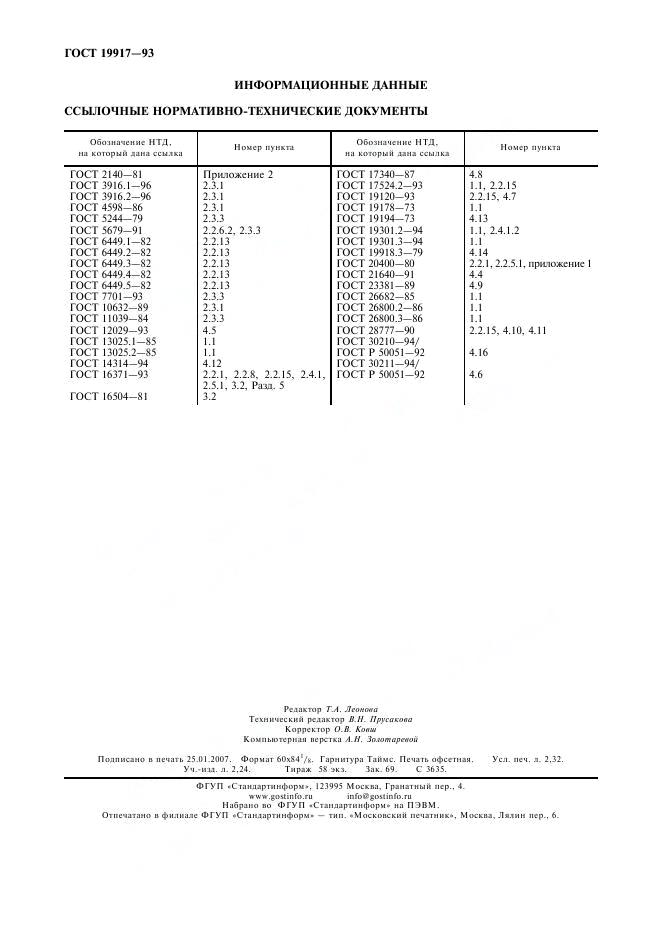 ГОСТ 19917—93
ИНФОРМАЦИОННЫЕ ДАННЫЕ
ССЫЛОЧНЫЕ НОРМАТИВНО-ТЕХНИЧЕСКИЕ ДОКУМЕНТЫ
Обозначение НТД, на который дана ссылка | Номер пункта | Обозначение НТД, на который дана ссылка | Номер пункта
ГОСТ 2140—81 | Приложение 2 | ГОСТ 17340—87 | 4.8
ГОСТ 3916.1—96 | 2.3.1 | ГОСТ 17524.2—93 | 1.1, 2.2.15
ГОСТ 3916.2—96 | 2.3.1 | ГОСТ 19120—93 | 2.2.15, 4.7
ГОСТ 4598—86 | 2.3.1 | ГОСТ 19178—73 | 1.1
ГОСТ 5244—79 | 2.3.3 | ГОСТ 19194—73 | 4.13
ГОСТ 5679—91 | 2.2.6.2, 2.3.3 | ГОСТ 19301.2—94 | 1.1, 2.4.1.2
ГОСТ 6449.1—82 | 2.2.13 | ГОСТ 19301.3—94 | 1.1
ГОСТ 6449.2—82 | 2.2.13 | ГОСТ 19918.3—79 | 4.14
ГОСТ 6449.3—82 | 2.2.13 | ГОСТ 20400—80 | 2.2.1, 2.2.5.1, приложение 1
ГОСТ 6449.4—82 | 2.2.13 | ГОСТ 21640—91 | 4.4
ГОСТ 6449.5—82 | 2.2.13 | ГОСТ 23381—89 | 4.9
ГОСТ 7701—93 | 2.3.3 | ГОСТ 26682—85 | 1.1
ГОСТ 10632—89 | 2.3.1 | ГОСТ 26800.2—86 | 1.1
ГОСТ 11039—84 | 2.3.3 | ГОСТ 26800.3—86 | 1.1
ГОСТ 12029—93 | 4.5 | ГОСТ 28777—90 | 2.2.15, 4.10, 4.11
ГОСТ 13025.1—85 | 1.1 | ГОСТ 30210—94/
ГОСТ 13025.2—85 | 1.1 | ГОСТ Р 50051—92 | 4.16
ГОСТ 14314—94 | 4.12 | ГОСТ 30211—94/
ГОСТ 16371—93 | 2.2.1, 2.2.8, 2.2.15, 2.4.1, | ГОСТ Р 50051—92 | 4.6
2.5.1, 3.2, Разд. 5
ГОСТ 16504—81 | 3.2
Редактор Т.А. Леонова
Технический редактор В.Н. Прусакова
Корректор О.В. Ковш
Компьютерная верстка А.Н. Золотаревой
Подписано в печать 25.01.2007. Формат 60х84¹/₈. Гарнитура Таймс. Печать офсетная. Усл. печ. л. 2,32.
Уч.-изд. л. 2,24. Тираж 58 экз. Зак. 69. С 3635.
ФГУП «Стандартинформ», 123995 Москва, Гранатный пер., 4.
www.gostinfo.ru info@gostinfo.ru
Набрано во ФГУП «Стандартинформ» на ПЭВМ.
Отпечатано в филиале ФГУП «Стандартинформ» — тип. «Московский печатник», Москва, Лялин пер., 6.